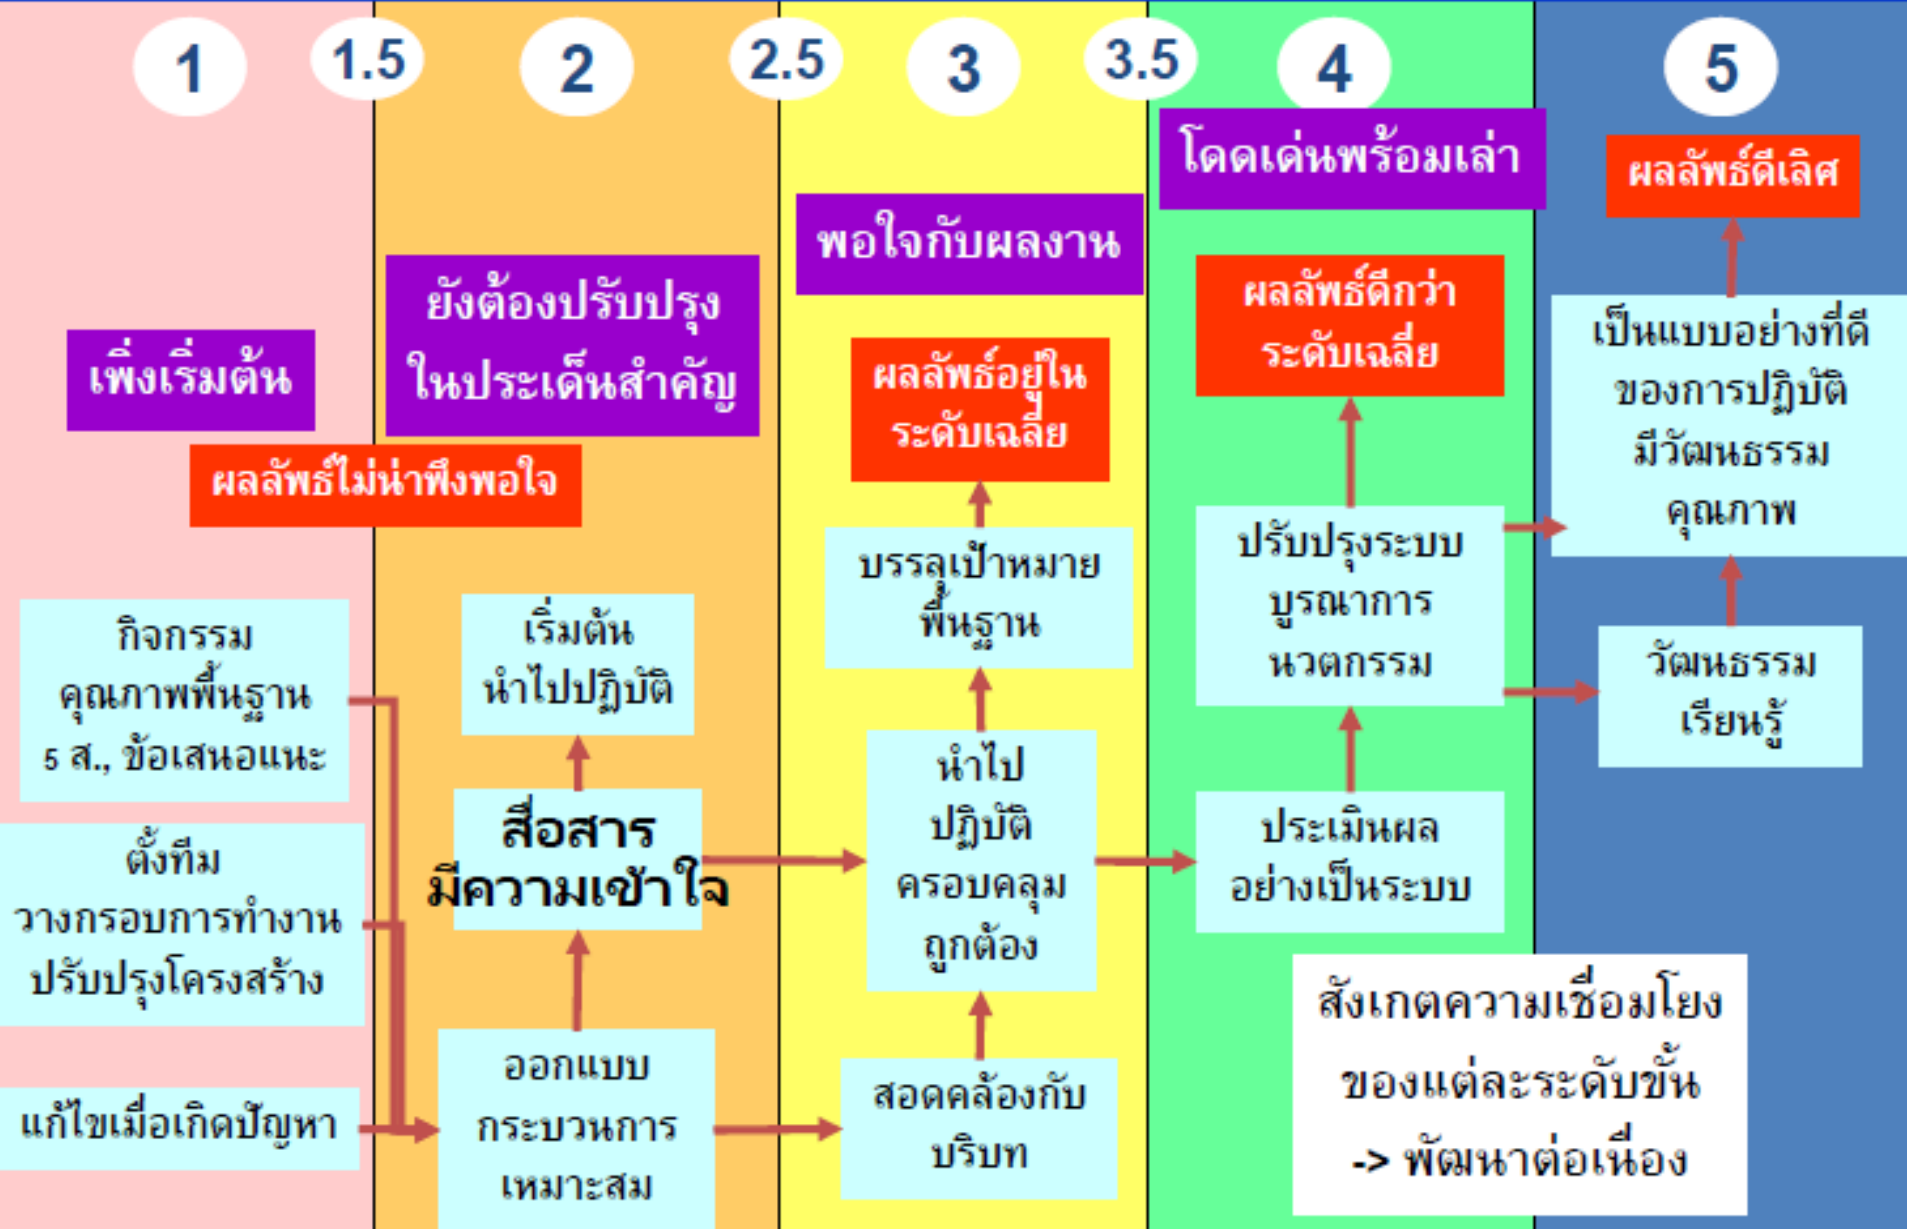 1
1.5
2
2.5
3
3.5
4
5
เพิ่งเริ่มต้น
ผลลัพธ์ไม่น่าพึงพอใจ
กิจกรรม
คุณภาพพื้นฐาน
5 ส., ข้อเสนอแนะ
ตั้งทีม
วางกรอบการทำงาน
ปรับปรุงโครงสร้าง
แก้ไขเมื่อเกิดปัญหา
ยังต้องปรับปรุง
ในประเด็นสำคัญ
เริ่มต้น
นำไปปฏิบัติ
สื่อสาร
มีความเข้าใจ
ออกแบบ
กระบวนการ
เหมาะสม
พอใจกับผลงาน
ผลลัพธ์อยู่ใน
ระดับเฉลี่ย
บรรลุเป้าหมาย
พื้นฐาน
นำไป
ปฏิบัติ
ครอบคลุม
ถูกต้อง
สอดคล้องกับ
บริบท
โดดเด่นพร้อมเล่า
ผลลัพธ์ดีกว่า
ระดับเฉลี่ย
ปรับปรุงระบบ
บูรณาการ
นวตกรรม
ประเมินผล
อย่างเป็นระบบ
ผลลัพธ์ดีเลิศ
เป็นแบบอย่างที่ดี
ของการปฏิบัติ
มีวัฒนธรรม
คุณภาพ
วัฒนธรรม
เรียนรู้
สังเกตความเชื่อมโยง
ของแต่ละระดับขั้น
-> พัฒนาต่อเนื่อง